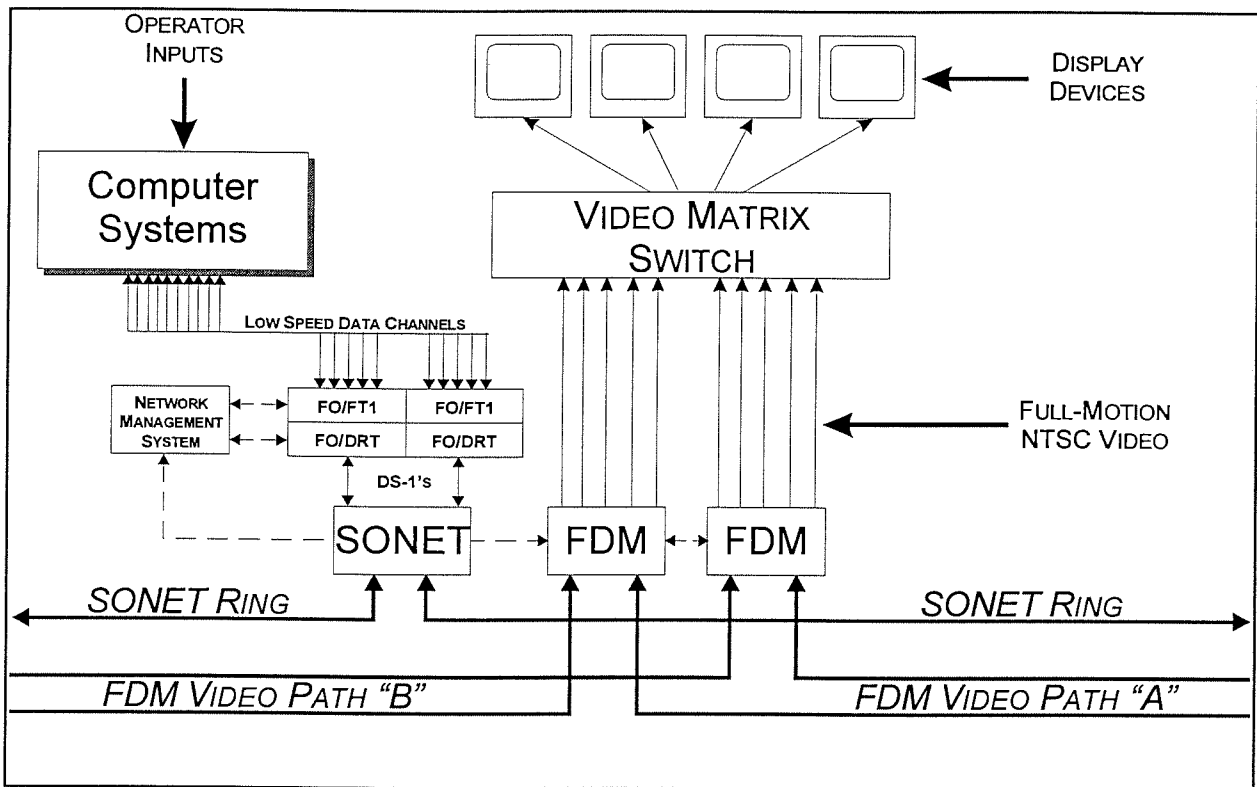 OPERATOR
INPUTS
DISPLAY
DEVICES
Computer
Systems
VIDEO MATRIX
SWITCH
LOW SPEED DATA CHANNELS
NETWORK
MANAGEMENT
SYSTEM
FO/FT1
FO/FT1
FO/DRT
FO/DRT
FULL-MOTION
NTSC VIDEO
DS-1's
SONET
FDM
FDM
SONET RING
SONET RING
FDM VIDEO PATH "B"
FDM VIDEO PATH "A"